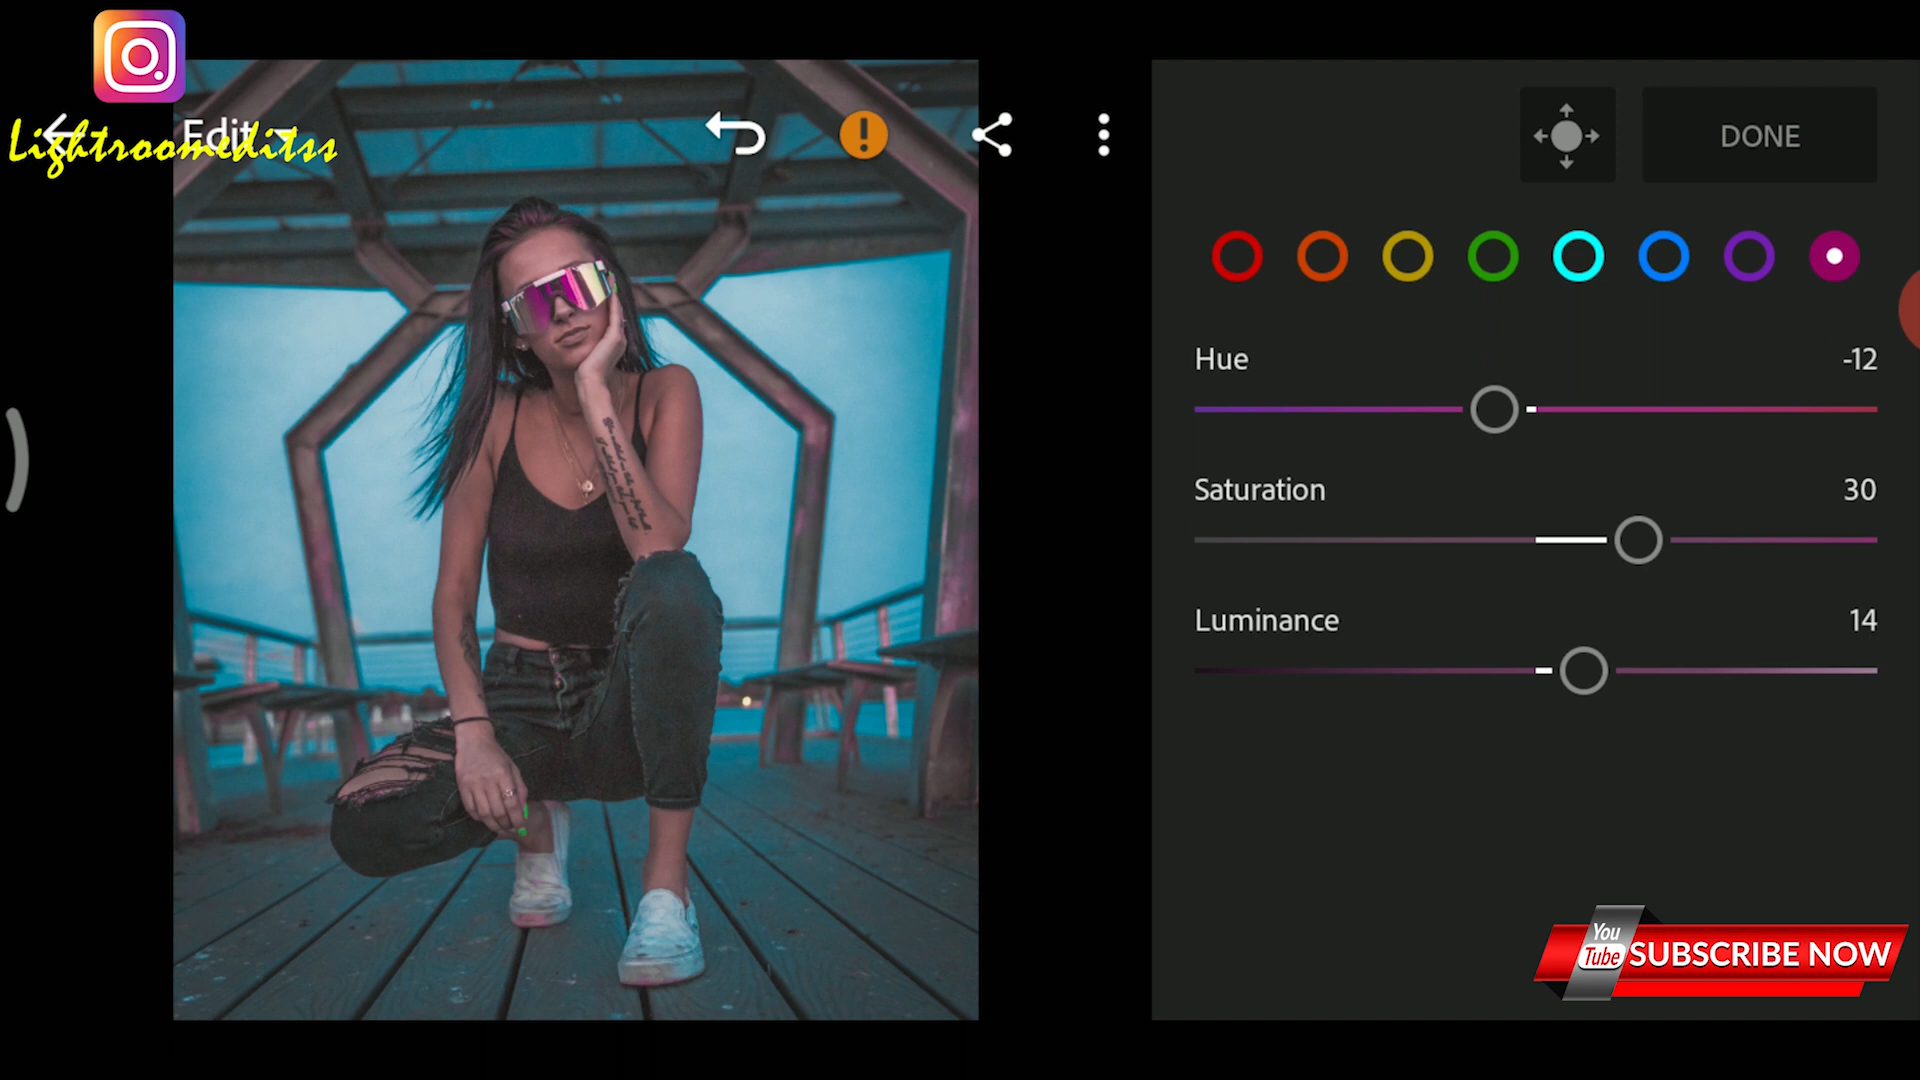 Edit
Lightroomeditss
DONE
Hue -12
Saturation 30
Luminance 14
You
Tube
SUBSCRIBE NOW